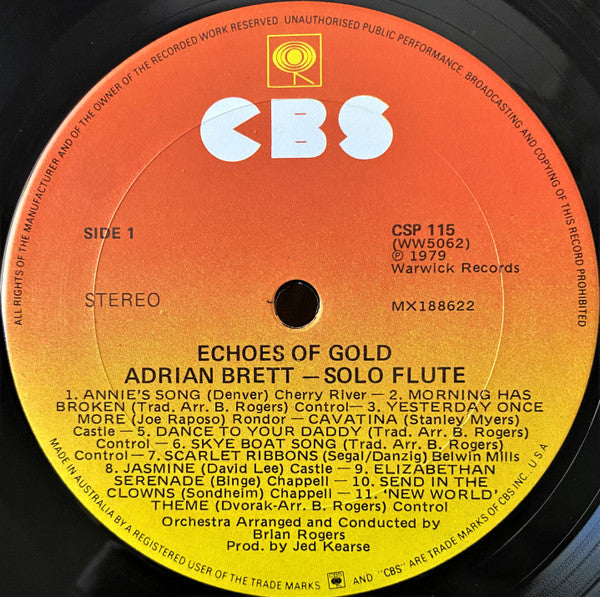 ALL RIGHTS OF THE MANUFACTURER AND OF THE OWNER OF THE RECORDED WORK RESERVED. UNAUTHORISED PUBLIC PERFORMANCE, BROADCASTING AND COPYING OF THIS RECORD PROHIBITED
CBS
SIDE 1
CSP 115
(WW5062)
℗ 1979
Warwick Records
STEREO
MX188622
ECHOES OF GOLD
ADRIAN BRETT — SOLO FLUTE
1. ANNIE'S SONG (Denver) Cherry River — 2. MORNING HAS
BROKEN (Trad. Arr. B. Rogers) Control — 3. YESTERDAY ONCE
MORE (Joe Raposo) Rondor — CAVATINA (Stanley Myers)
Castle — 5. DANCE TO YOUR DADDY (Trad. Arr. B. Rogers)
Control — 6. SKYE BOAT SONG (Trad. Arr. B. Rogers)
Control — 7. SCARLET RIBBONS (Segal/Danzig) Belwin Mills
8. JASMINE (David Lee) Castle — 9. ELIZABETHAN
SERENADE (Binge) Chappell — 10. SEND IN THE
CLOWNS (Sondheim) Chappell — 11. 'NEW WORLD'
THEME (Dvorak-Arr. B. Rogers) Control
Orchestra Arranged and Conducted by
Brian Rogers
Prod. by Jed Kearse
MADE IN AUSTRALIA BY A REGISTERED USER OF THE TRADE MARKS AND "CBS" ARE TRADE MARKS OF CBS INC. U S A